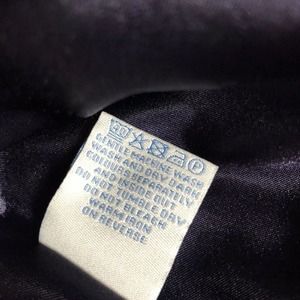 40 P
GENTLE MACHINE WASH
WASH AND DRY DARK
COLOURS SEPARATELY
AND INSIDE OUT
DO NOT TUMBLE DRY
DO NOT BLEACH
WARM IRON
ON REVERSE